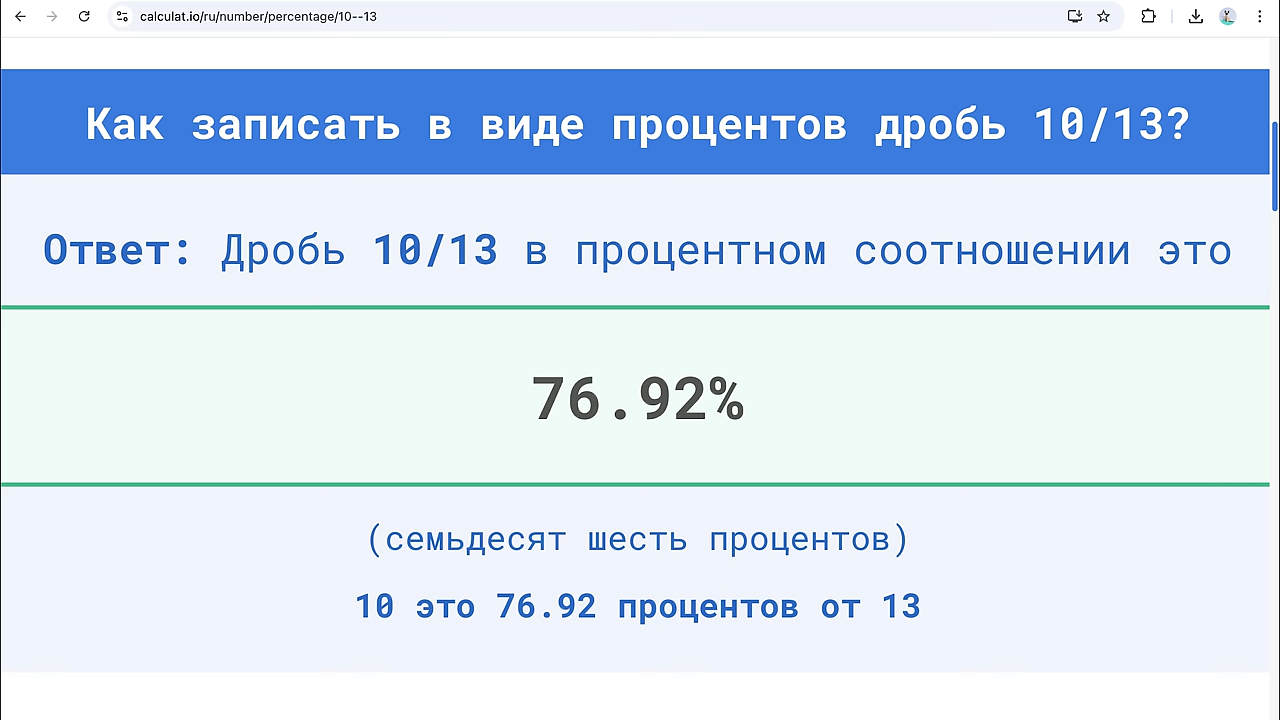 calculat.io/ru/number/percentage/10--13
Как записать в виде процентов дробь 10/13?
Ответ: Дробь 10/13 в процентном соотношении это
76.92%
(семьдесят шесть процентов)
10 это 76.92 процентов от 13